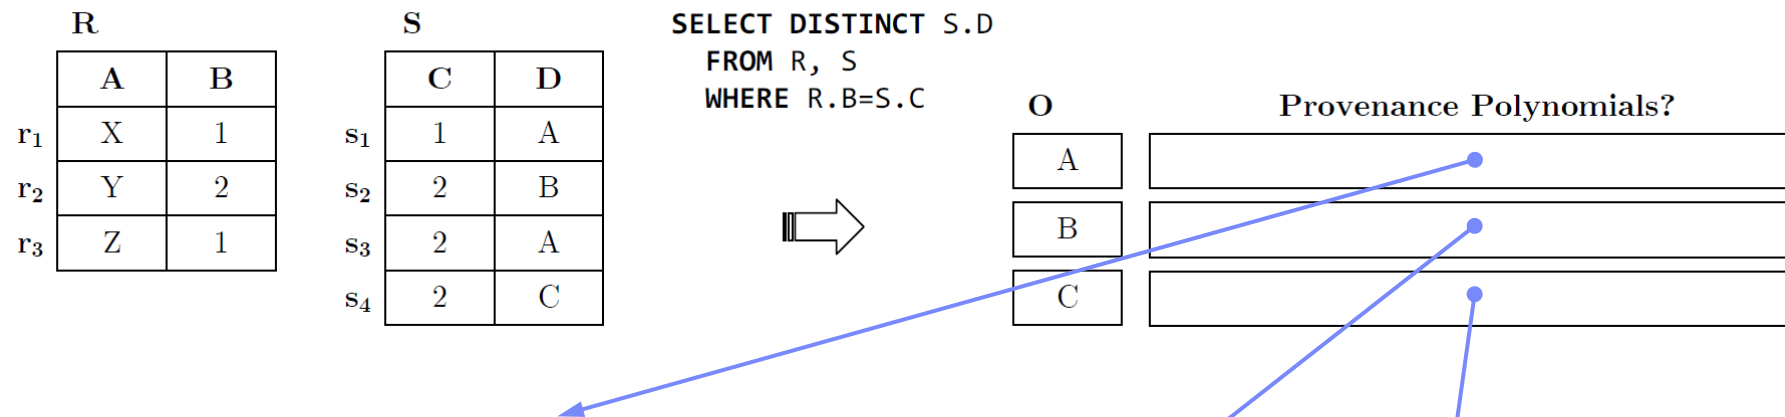 R
A B
r1 X 1
r2 Y 2
r3 Z 1
S
C D
s1 1 A
s2 2 B
s3 2 A
s4 2 C
SELECT DISTINCT S.D
FROM R, S
WHERE R.B=S.C
O Provenance Polynomials?
A
B
C